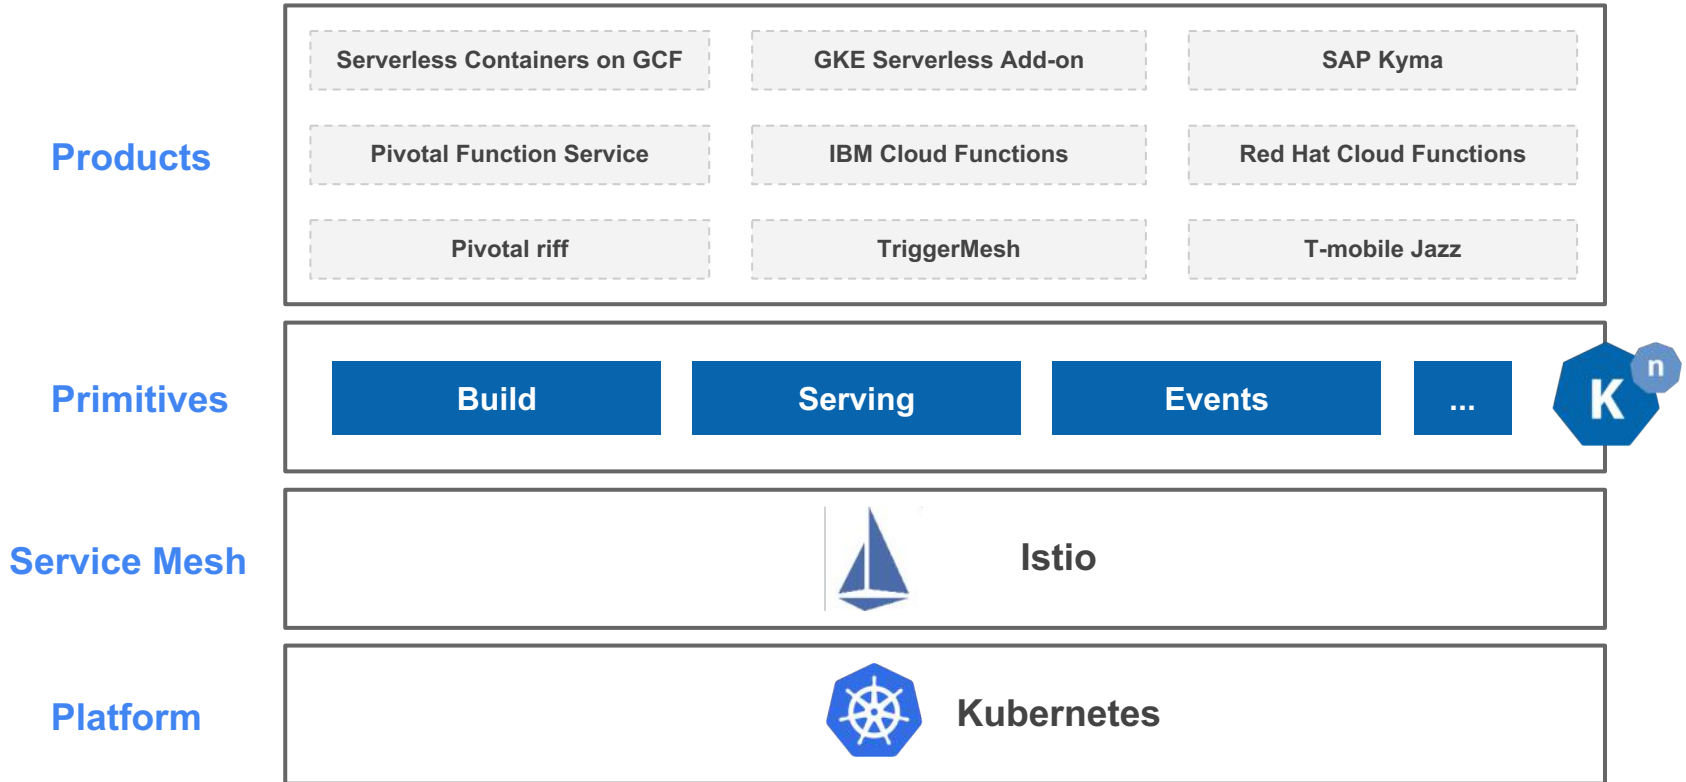 Products
Serverless Containers on GCF
GKE Serverless Add-on
SAP Kyma
Pivotal Function Service
IBM Cloud Functions
Red Hat Cloud Functions
Pivotal riff
TriggerMesh
T-mobile Jazz
Primitives
Build
Serving
Events
...
K
n
Service Mesh
Istio
Platform
Kubernetes